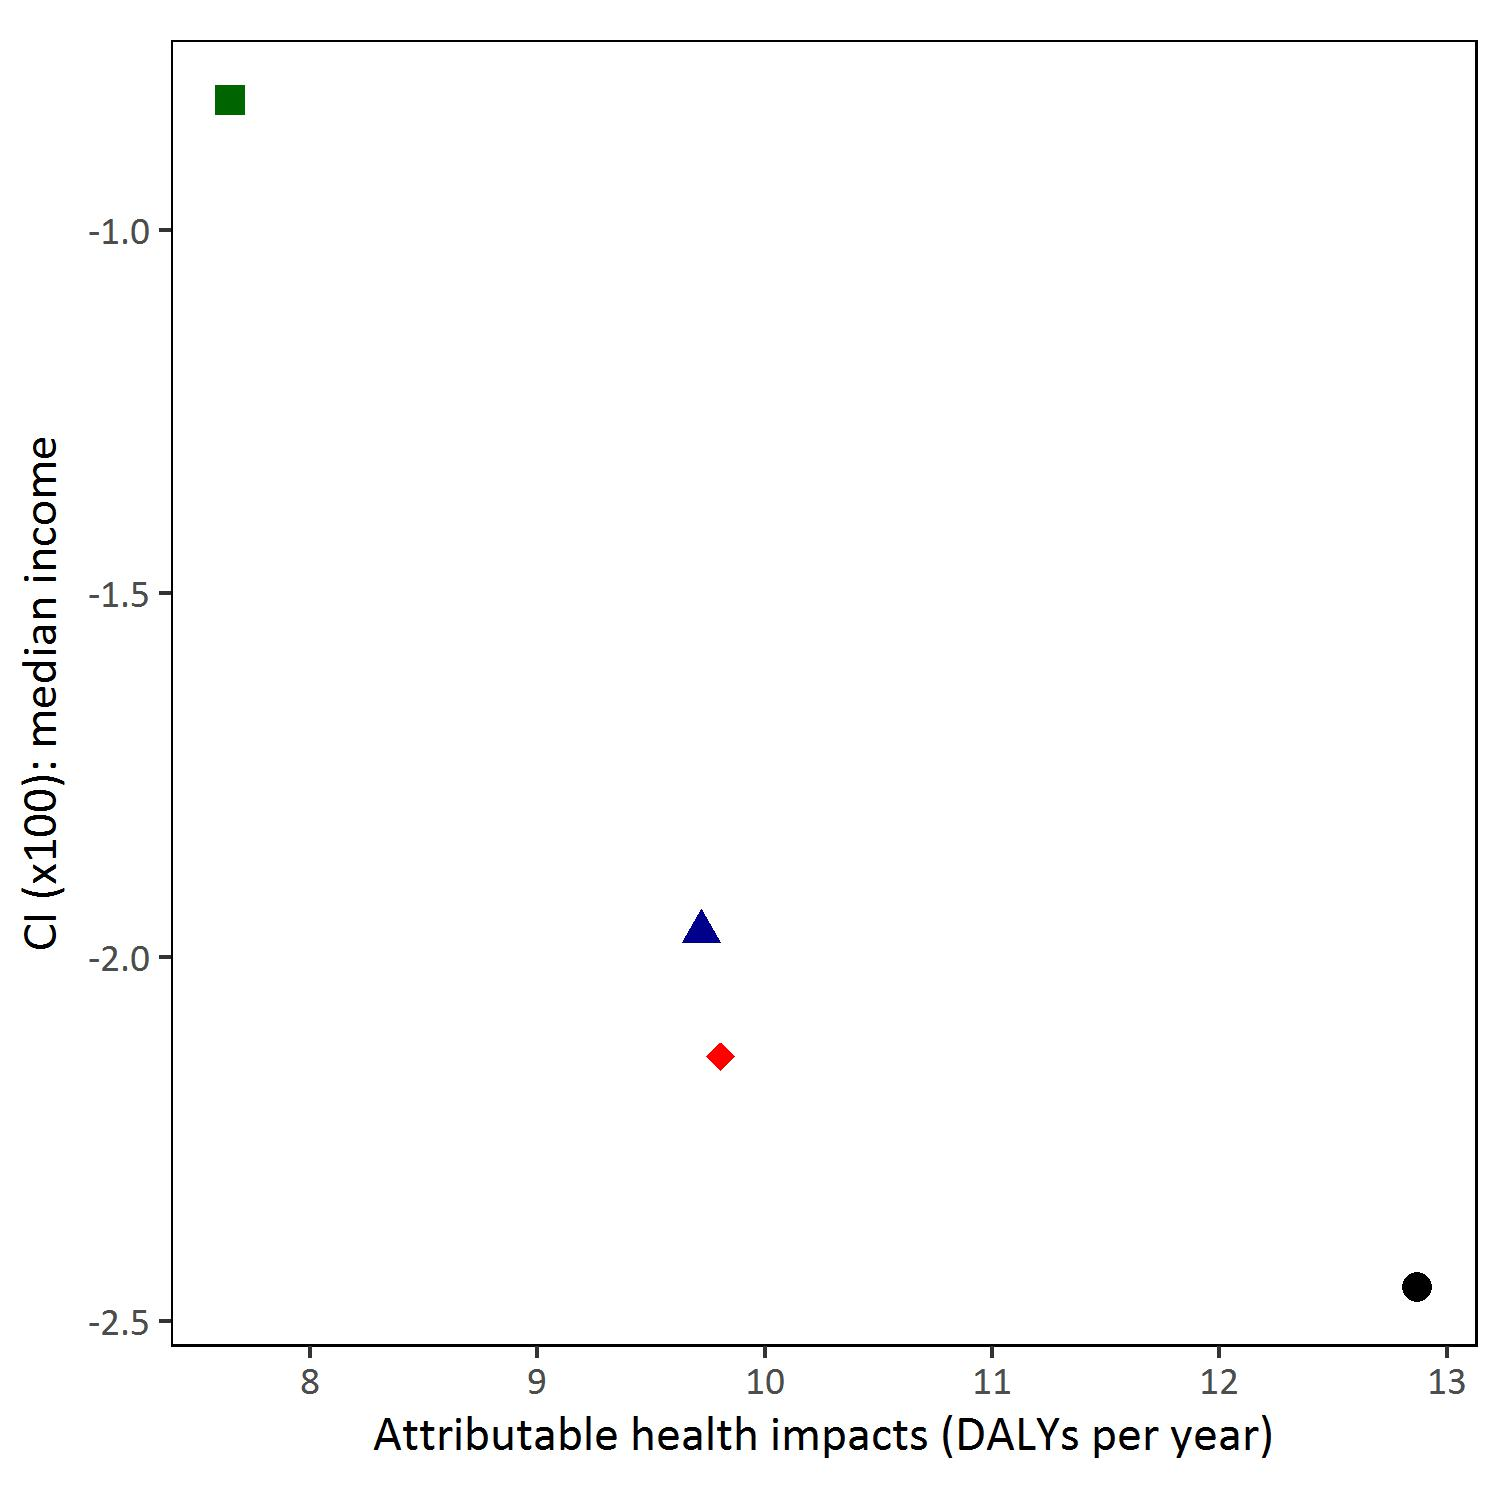 CI (x100): median income
-1.0
-1.5
-2.0
-2.5
8 9 10 11 12 13
Attributable health impacts (DALYs per year)